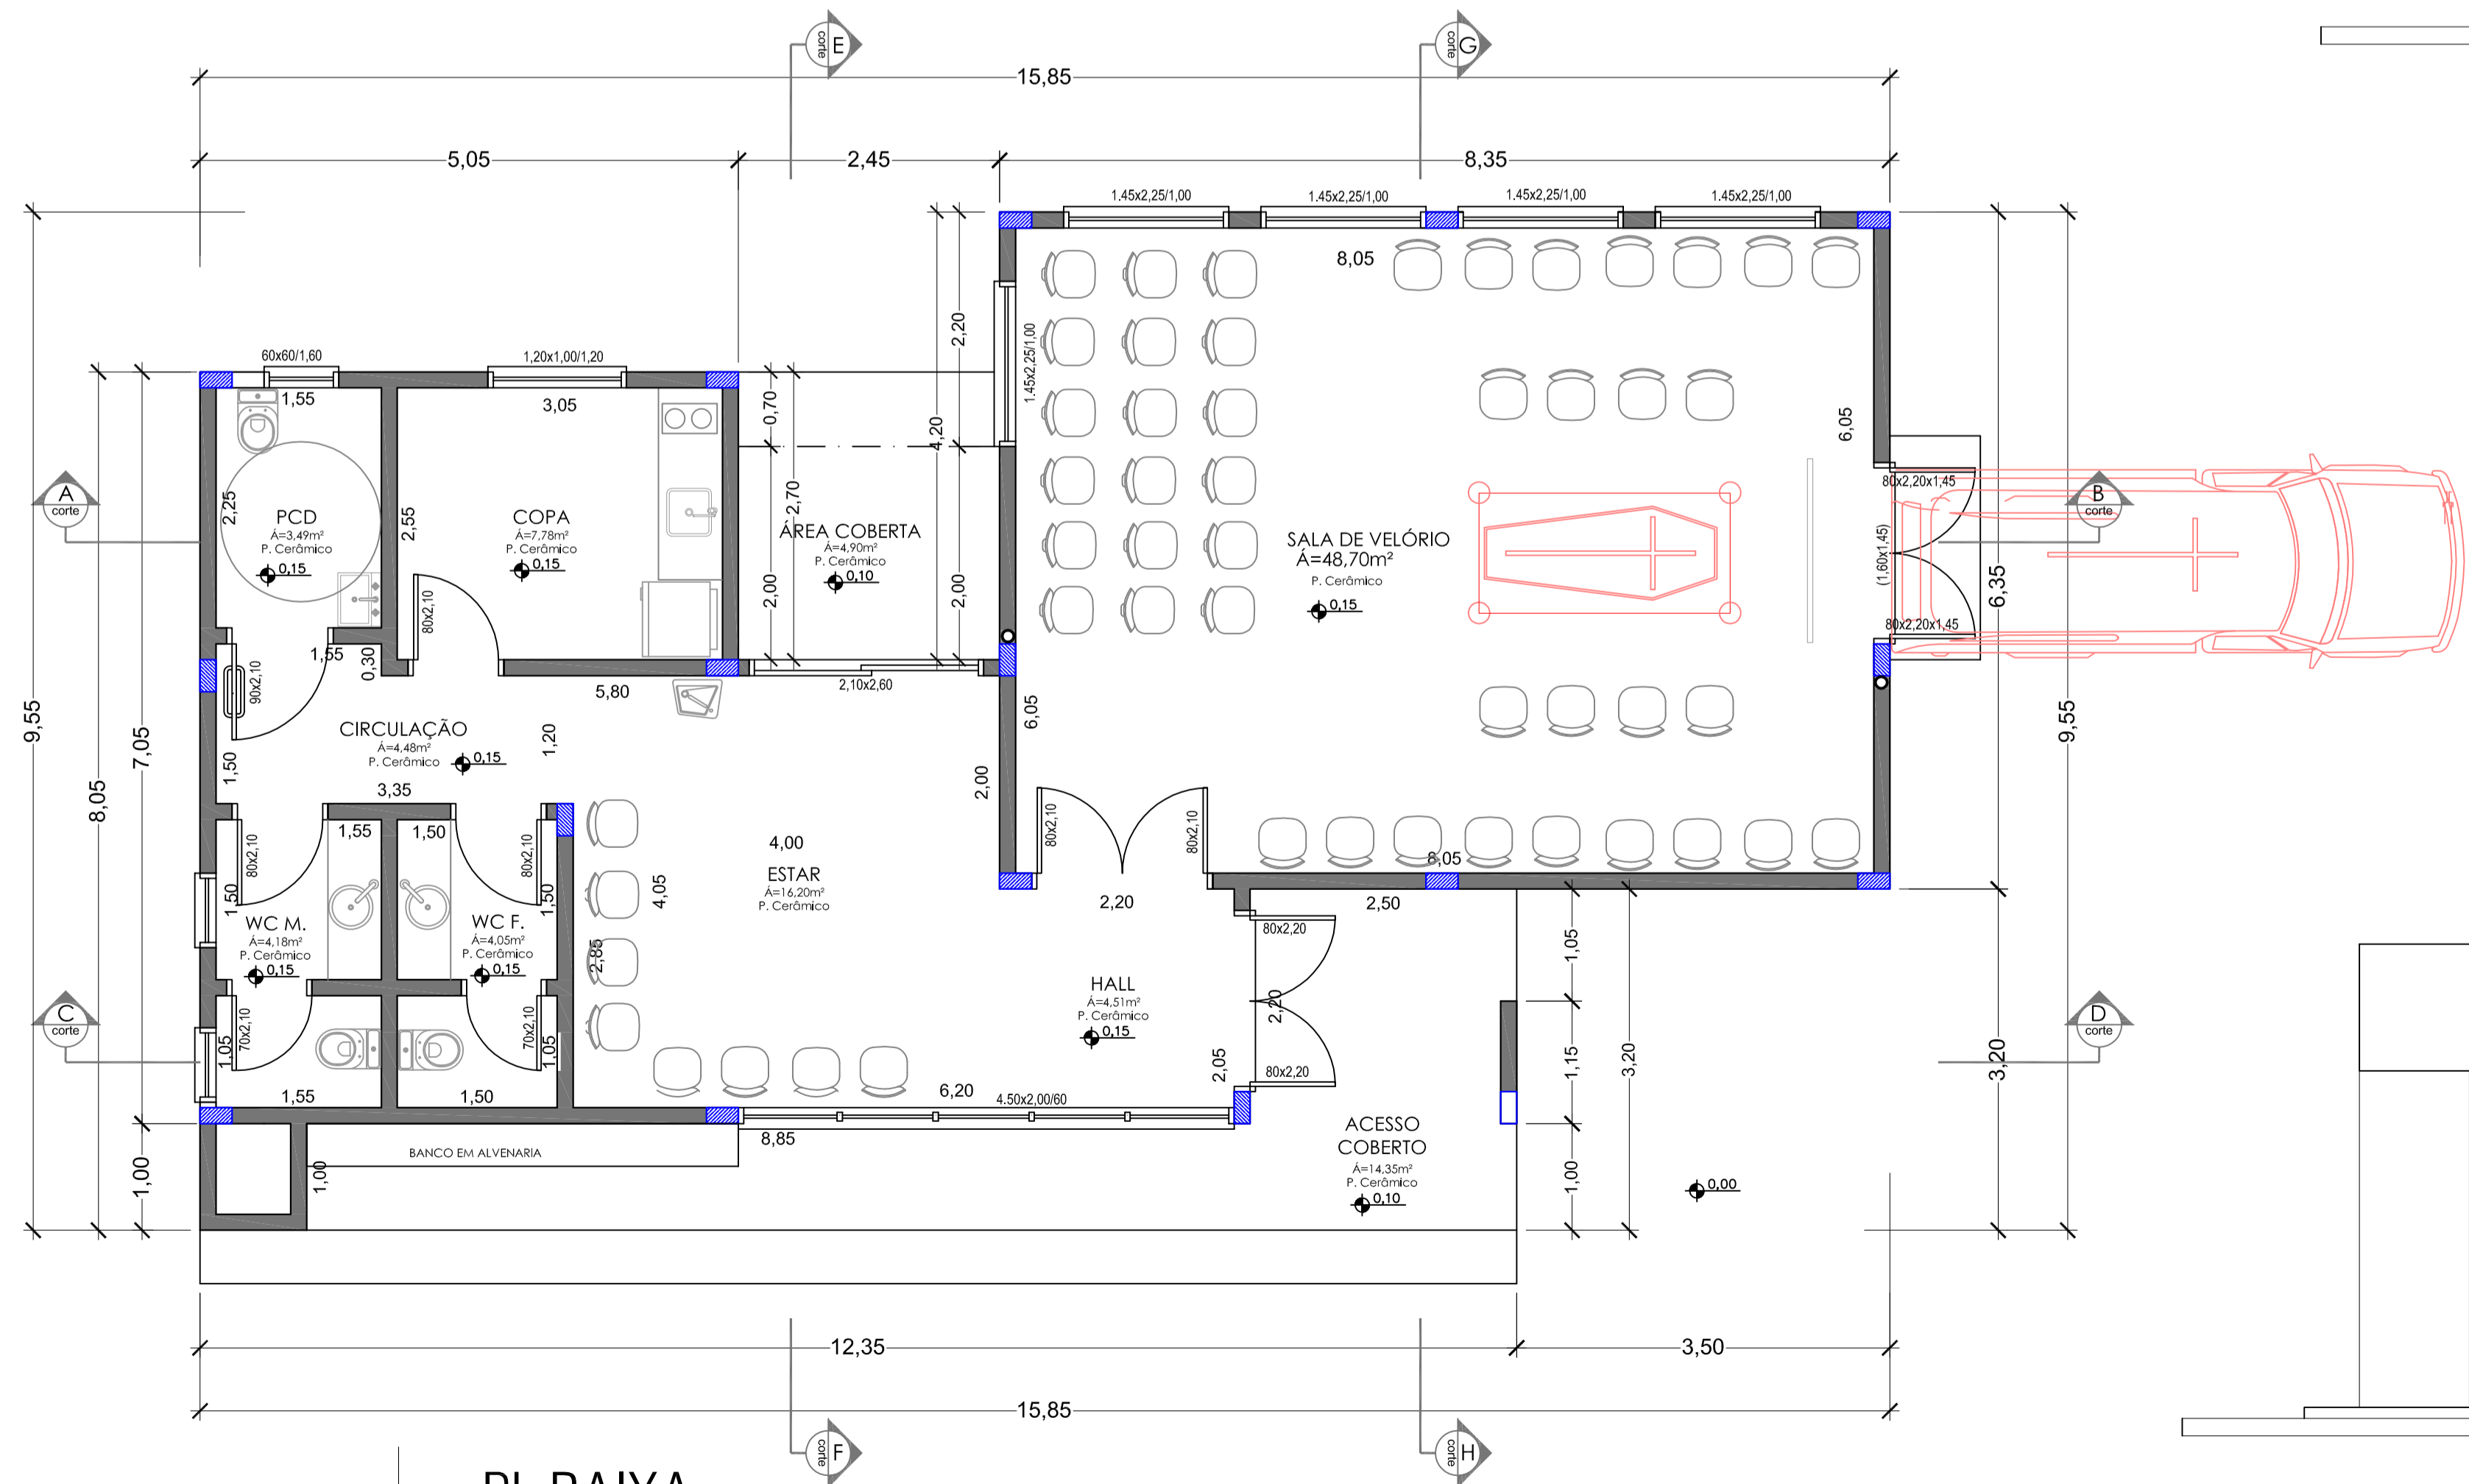 corte E
corte G
15,85
5,05
2,45
8,35
1.45x2,25/1,00
1.45x2,25/1,00
1.45x2,25/1,00
1.45x2,25/1,00
8,05
60x60/1,60
1,20x1,00/1,20
1,55
3,05
0,70
2,20
4,20
1.45x2,25/1,00
6,05
A
corte
2,25
PCD
Á=3,49m²
P. Cerâmico
0,15
2,55
COPA
Á=7,78m²
P. Cerâmico
0,15
80x2,10
2,70
2,00
ÁREA COBERTA
Á=4,90m²
P. Cerâmico
0,10
2,00
SALA DE VELÓRIO
Á=48,70m²
P. Cerâmico
0,15
80x2,20x1,45
(1,60x1,45)
80x2,20x1,45
B
corte
6,35
9,55
9,55
8,05
7,05
1,55
0,30
90x2,10
5,80
2,10x2,60
6,05
CIRCULAÇÃO
Á=4,48m²
P. Cerâmico
0,15
1,20
1,50
3,35
2,00
80x2,10
80x2,10
1,55
1,50
80x2,10
80x2,10
1,50
1,50
4,00
ESTAR
Á=16,20m²
P. Cerâmico
4,05
2,85
8,05
2,20
2,50
WC M.
Á=4,18m²
P. Cerâmico
0,15
WC F.
Á=4,05m²
P. Cerâmico
0,15
80x2,20
1,05
HALL
Á=4,51m²
P. Cerâmico
0,15
2,20
2,05
80x2,20
1,15
3,20
3,20
C
corte
D
corte
1,05
70x2,10
70x2,10
1,05
1,55
1,50
6,20
4.50x2,00/60
8,85
BANCO EM ALVENARIA
1,00
1,00
ACESSO
COBERTO
Á=14,35m²
P. Cerâmico
0,10
1,00
0,00
12,35
3,50
15,85
corte F
corte H
PL.BAIXA